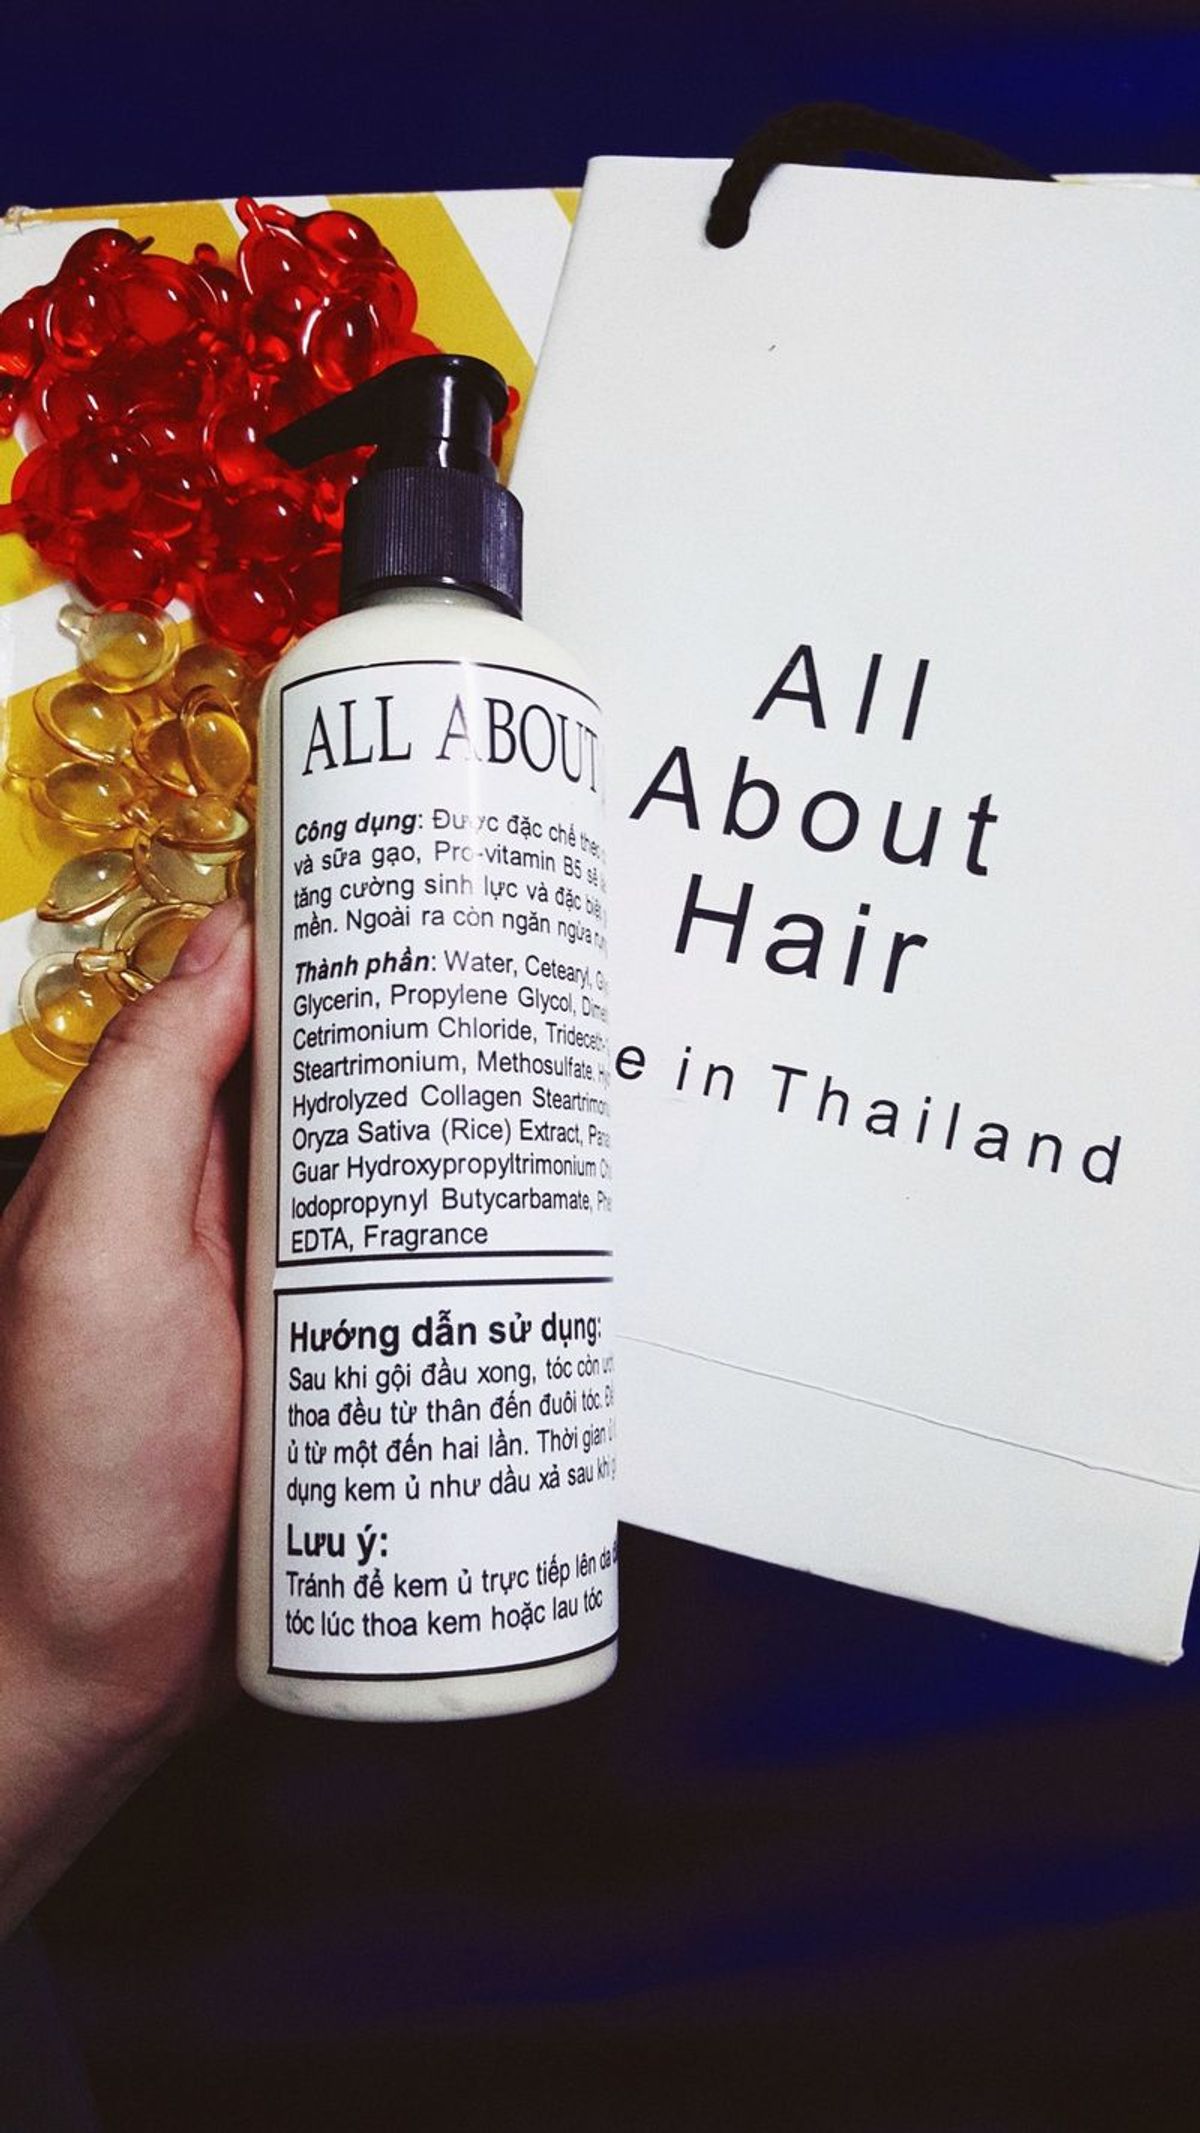 ALL ABOUT
Công dụng: Được đặc chế theo
và sữa gạo, Pro-vitamin B5 sẽ
tăng cường sinh lực và đặc biệt
mền. Ngoài ra còn ngăn ngừa
Thành phần: Water, Cetearyl,
Glycerin, Propylene Glycol,
Cetrimonium Chloride, Trideceth-
Steartrimonium, Methosulfate,
Hydrolyzed Collagen
Oryza Sativa (Rice) Extract,
Guar Hydroxypropyltrimonium
Iodopropynyl Butycarbamate,
EDTA, Fragrance
Hướng dẫn sử dụng:
Sau khi gội đầu xong, tóc còn
thoa đều từ thân đến đuôi tóc.
ủ từ một đến hai lần. Thời gian
dụng kem ủ như dầu xả sau khi
Lưu ý:
Tránh để kem ủ trực tiếp lên da
tóc lúc thoa kem hoặc lau tóc
All
About
Hair
e in Thailand